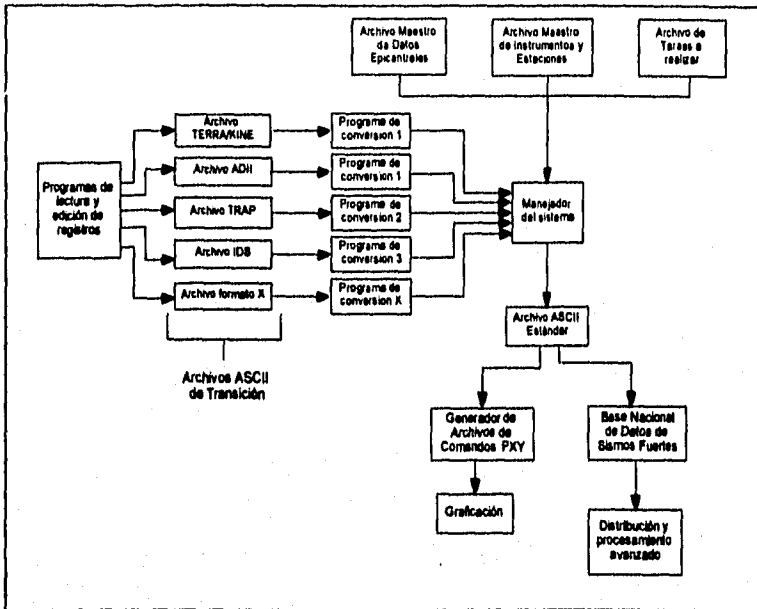 Archivo Maestro
de Datos
Epicentrales
Archivo Maestro
de Instrumentos y
Estaciones
Archivo de
Tareas a
realizar
Archivo
TERRA/KINE
Programa de
conversion 1
Programas de
lectura y
edición de
registros
Archivo ADII
Programa de
conversion 1
Archivo TRAP
Programa de
conversion 2
Archivo IDS
Programa de
conversion 3
Archivo formato X
Programa de
conversion X
Manejador
del sistema
Archivos ASCII
de Transición
Archivo ASCII
Estándar
Generador de
Archivos de
Comandos PXY
Base Nacional
de Datos de
Sismos Fuertes
Graficación
Distribución y
procesamiento
avanzado